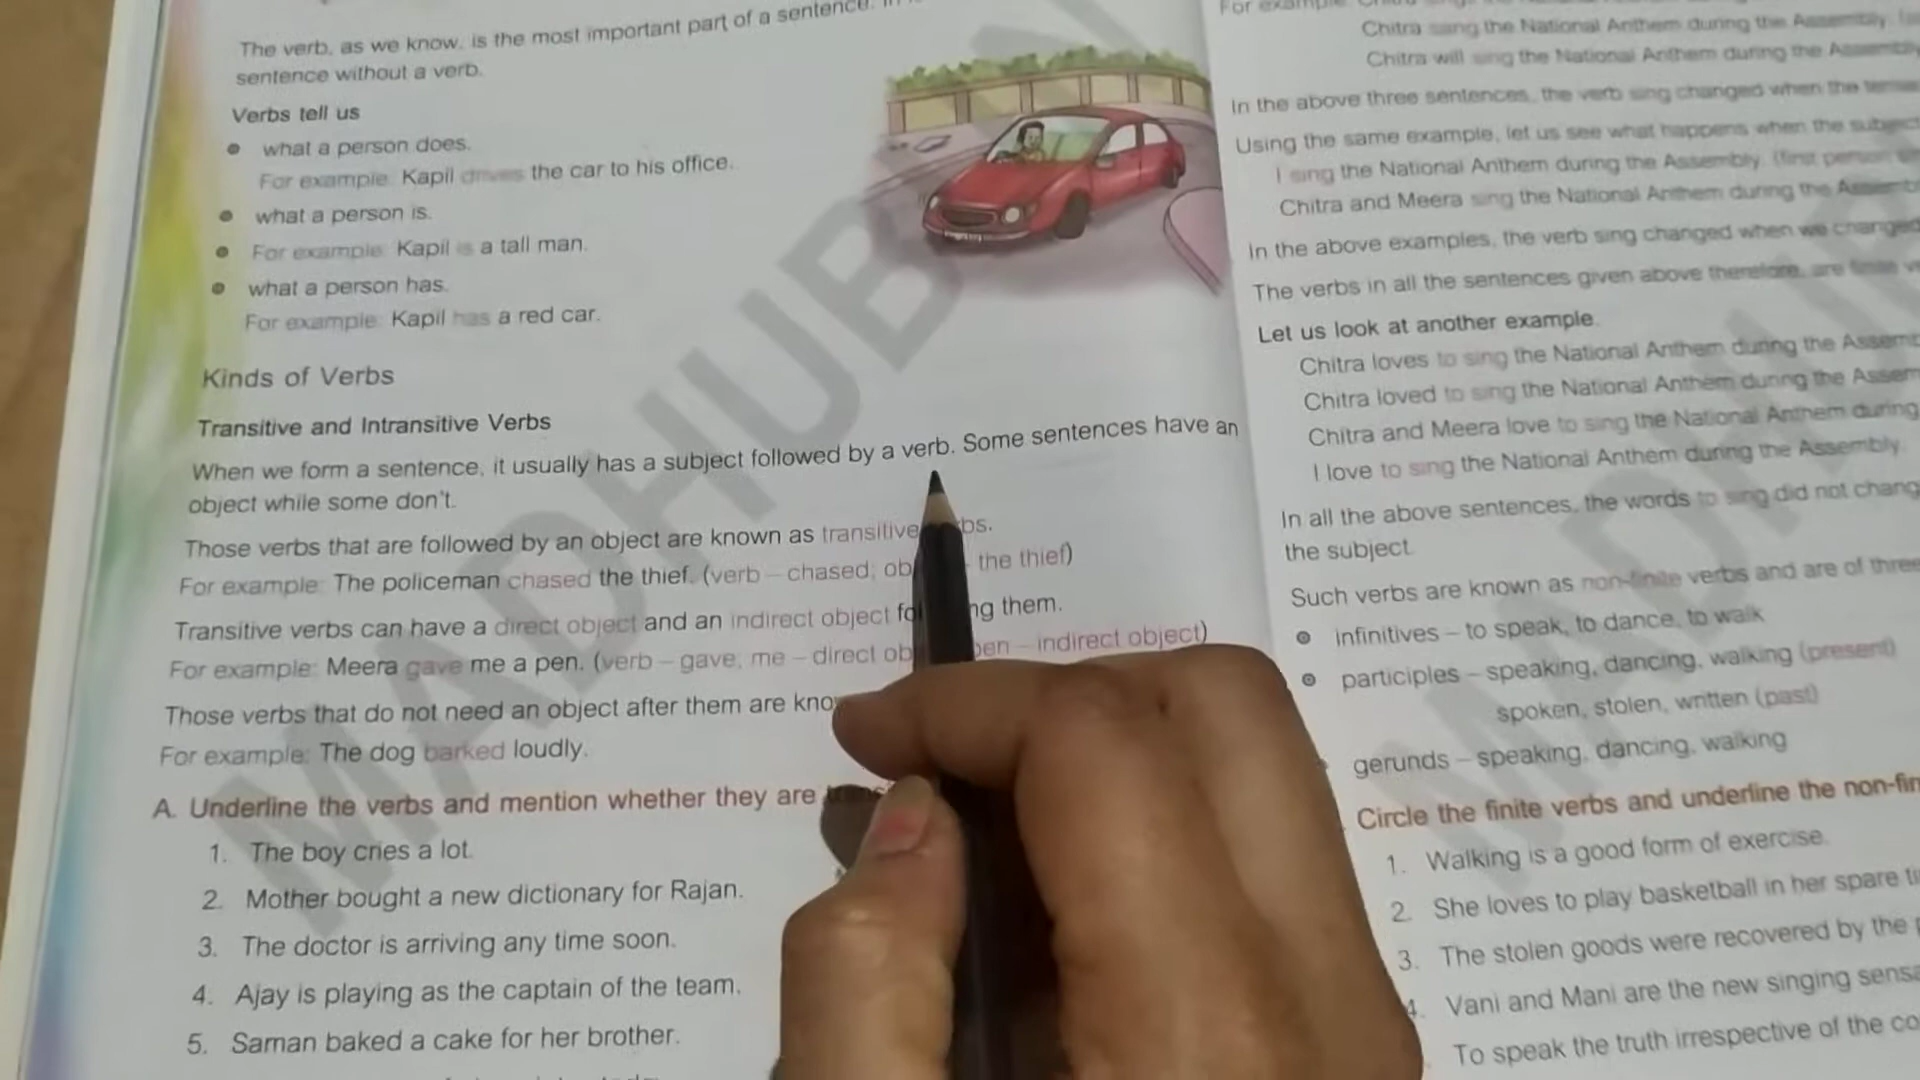 The verb, as we know, is the most important part of a sentence.
sentence without a verb.
Verbs tell us
what a person does.
For example: Kapil drives the car to his office.
what a person is.
For example: Kapil is a tall man.
what a person has.
For example: Kapil has a red car.
Kinds of Verbs
Transitive and Intransitive Verbs
When we form a sentence, it usually has a subject followed by a verb. Some sentences have an
object while some don't.
Those verbs that are followed by an object are known as transitive
For example: The policeman chased the thief. (verb – chased; the thief)
Transitive verbs can have a direct object and an indirect object them.
For example: Meera gave me a pen. (verb – gave; me – direct – indirect object)
Those verbs that do not need an object after them are
For example: The dog barked loudly.
A. Underline the verbs and mention whether they are
1. The boy cries a lot.
2. Mother bought a new dictionary for Rajan.
3. The doctor is arriving any time soon.
4. Ajay is playing as the captain of the team.
5. Saman baked a cake for her brother.
For example:
Chitra sang the National Anthem during the Assembly.
Chitra will sing the National Anthem during the Assembly
In the above three sentences, the verb sing changed when the tense
Using the same example, let us see what happens when the subject
I sing the National Anthem during the Assembly. (first person
Chitra and Meera sing the National Anthem during the
In the above examples, the verb sing changed when we changed
The verbs in all the sentences given above therefore, are finite
Let us look at another example.
Chitra loves to sing the National Anthem during the
Chitra loved to sing the National Anthem during the
Chitra and Meera love to sing the National Anthem during
I love to sing the National Anthem during the Assembly.
In all the above sentences, the words to sing did not
the subject.
Such verbs are known as non-finite verbs and are of three
infinitives – to speak, to dance, to walk
participles – speaking, dancing, walking (present)
spoken, stolen, written (past)
gerunds – speaking, dancing, walking
Circle the finite verbs and underline the
1. Walking is a good form of exercise.
2. She loves to play basketball in her spare
3. The stolen goods were recovered by the
4. Vani and Mani are the new singing
To speak the truth irrespective of the
MADHUBAN